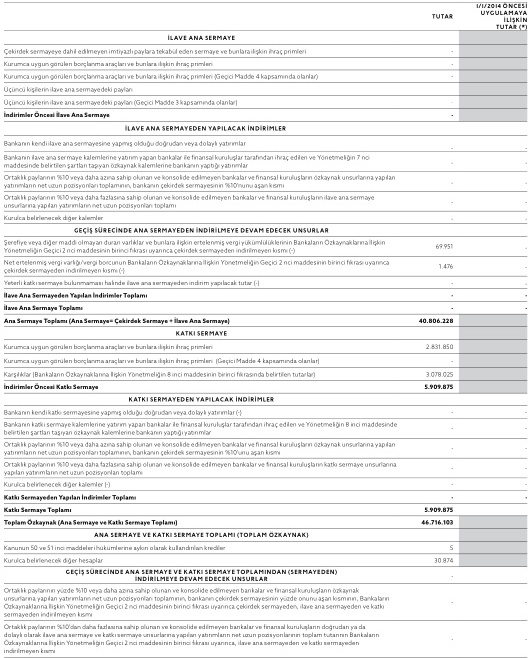 1/1/2014 ÖNCESİ
UYGULAMAYA
İLİŞKİN
TUTAR TUTAR (*)
İLAVE ANA SERMAYE
Çekirdek sermayeye dahil edilmeyen imtiyazlı paylara tekabül eden sermaye ve bunlara ilişkin ihraç primleri -
Kurumca uygun görülen borçlanma araçları ve bunlara ilişkin ihraç primleri -
Kurumca uygun görülen borçlanma araçları ve bunlara ilişkin ihraç primleri (Geçici Madde 4 kapsamında olanlar) -
Üçüncü kişilerin ilave ana sermayedeki payları -
Üçüncü kişilerin ilave ana sermayedeki payları (Geçici Madde 3 kapsamında olanlar) -
İndirimler Öncesi İlave Ana Sermaye -
İLAVE ANA SERMAYEDEN YAPILACAK İNDİRİMLER
Bankanın kendi ilave ana sermayesine yapmış olduğu doğrudan veya dolaylı yatırımlar - -
Bankanın ilave ana sermaye kalemlerine yatırım yapan bankalar ile finansal kuruluşlar tarafından ihraç edilen ve Yönetmeliğin 7 nci
maddesinde belirtilen şartları taşıyan özkaynak kalemlerine bankanın yaptığı yatırımlar - -
Ortaklık paylarının %10 veya daha azına sahip olunan ve konsolide edilmeyen bankalar ve finansal kuruluşların özkaynak unsurlarına yapılan
yatırımların net uzun pozisyonları toplamının, bankanın çekirdek sermayesinin %10'nunu aşan kısmı - -
Ortaklık paylarının %10 veya daha fazlasına sahip olunan ve konsolide edilmeyen bankalar ve finansal kuruluşların ilave ana sermaye
unsurlarına yapılan yatırımların net uzun pozisyonları toplamı - -
Kurulca belirlenecek diğer kalemler - -
GEÇİŞ SÜRECİNDE ANA SERMAYEDEN İNDİRİLMEYE DEVAM EDECEK UNSURLAR
Şerefiye veya diğer maddi olmayan duran varlıklar ve bunlara ilişkin ertelenmiş vergi yükümlülüklerinin Bankaların Özkaynaklarına İlişkin
Yönetmeliğin Geçici 2 nci maddesinin birinci fıkrası uyarınca çekirdek sermayeden indirilmeyen kısmı (-) 69.951 -
Net ertelenmiş vergi varlığı/vergi borcunun Bankaların Özkaynaklarına İlişkin Yönetmeliğin Geçici 2 nci maddesinin birinci fıkrası uyarınca
çekirdek sermayeden indirilmeyen kısmı (-) 1.476 -
Yeterli katkı sermaye bulunmaması halinde ilave ana sermayeden indirim yapılacak tutar (-) - -
İlave Ana Sermayeden Yapılan İndirimler Toplamı - -
İlave Ana Sermaye Toplamı - -
Ana Sermaye Toplamı (Ana Sermaye= Çekirdek Sermaye + İlave Ana Sermaye) 40.806.228
KATKI SERMAYE
Kurumca uygun görülen borçlanma araçları ve bunlara ilişkin ihraç primleri 2.831.850
Kurumca uygun görülen borçlanma araçları ve bunlara ilişkin ihraç primleri (Geçici Madde 4 kapsamında olanlar) -
Karşılıklar (Bankaların Özkaynaklarına İlişkin Yönetmeliğin 8 inci maddesinin birinci fıkrasında belirtilen tutarlar) 3.078.025
İndirimler Öncesi Katkı Sermaye 5.909.875
KATKI SERMAYEDEN YAPILACAK İNDİRİMLER
Bankanın kendi katkı sermayesine yapmış olduğu doğrudan veya dolaylı yatırımlar (-) - -
Bankanın katkı sermaye kalemlerine yatırım yapan bankalar ile finansal kuruluşlar tarafından ihraç edilen ve Yönetmeliğin 8 inci maddesinde
belirtilen şartları taşıyan özkaynak kalemlerine bankanın yaptığı yatırımlar - -
Ortaklık paylarının %10 veya daha azına sahip olunan ve konsolide edilmeyen bankalar ve finansal kuruluşların özkaynak unsurlarına yapılan
yatırımların net uzun pozisyonları toplamının, bankanın çekirdek sermayesinin %10'unu aşan kısmı - -
Ortaklık paylarının %10 veya daha fazlasına sahip olunan ve konsolide edilmeyen bankalar ve finansal kuruluşların katkı sermaye unsurlarına
yapılan yatırımların net uzun pozisyonları toplamı - -
Kurulca belirlenecek diğer kalemler (-) - -
Katkı Sermayeden Yapılan İndirimler Toplamı - -
Katkı Sermaye Toplamı 5.909.875
Toplam Özkaynak (Ana Sermaye ve Katkı Sermaye Toplamı) 46.716.103
ANA SERMAYE VE KATKI SERMAYE TOPLAMI (TOPLAM ÖZKAYNAK)
Kanunun 50 ve 51 inci maddeleri hükümlerine aykırı olarak kullandırılan krediler 5
Kurulca belirlenecek diğer hesaplar 30.874
GEÇİŞ SÜRECİNDE ANA SERMAYE VE KATKI SERMAYE TOPLAMINDAN (SERMAYEDEN)
İNDİRİLMEYE DEVAM EDECEK UNSURLAR -
Ortaklık paylarının yüzde %10 veya daha azına sahip olunan ve konsolide edilmeyen bankalar ve finansal kuruluşların özkaynak
unsurlarına yapılan yatırımların net uzun pozisyonları toplamının, bankanın çekirdek sermayesinin yüzde onunu aşan kısmının, Bankaların
Özkaynaklarına İlişkin Yönetmeliğin Geçici 2 nci maddesinin birinci fıkrası uyarınca çekirdek sermayeden, ilave ana sermayeden ve katkı
sermayeden indirilmeyen kısmı - -
Ortaklık paylarının %10'dan daha fazlasına sahip olunan ve konsolide edilmeyen bankalar ve finansal kuruluşların doğrudan ya da
dolaylı olarak ilave ana sermaye ve katkı sermaye unsurlarına yapılan yatırımların net uzun pozisyonlarının toplam tutarının Bankaların
Özkaynaklarına İlişkin Yönetmeliğin Geçici 2 nci maddesinin birinci fıkrası uyarınca, ilave ana sermayeden ve katkı sermayeden
indirilmeyen kısmı - -